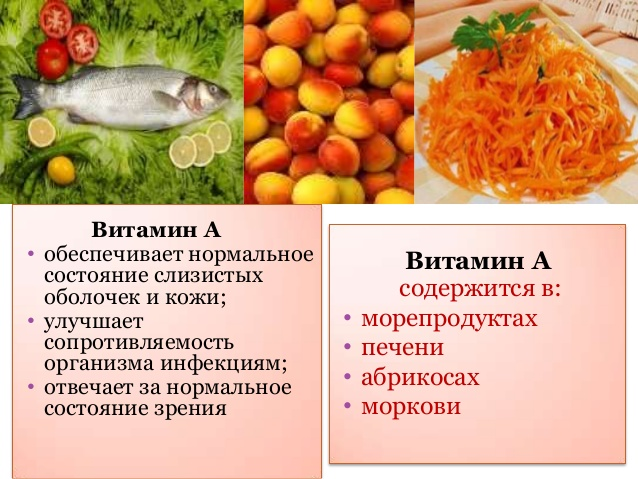 Витамин А
• обеспечивает нормальное
состояние слизистых
оболочек и кожи;
• улучшает
сопротивляемость
организма инфекциям;
• отвечает за нормальное
состояние зрения
Витамин А
содержится в:
• морепродуктах
• печени
• абрикосах
• моркови